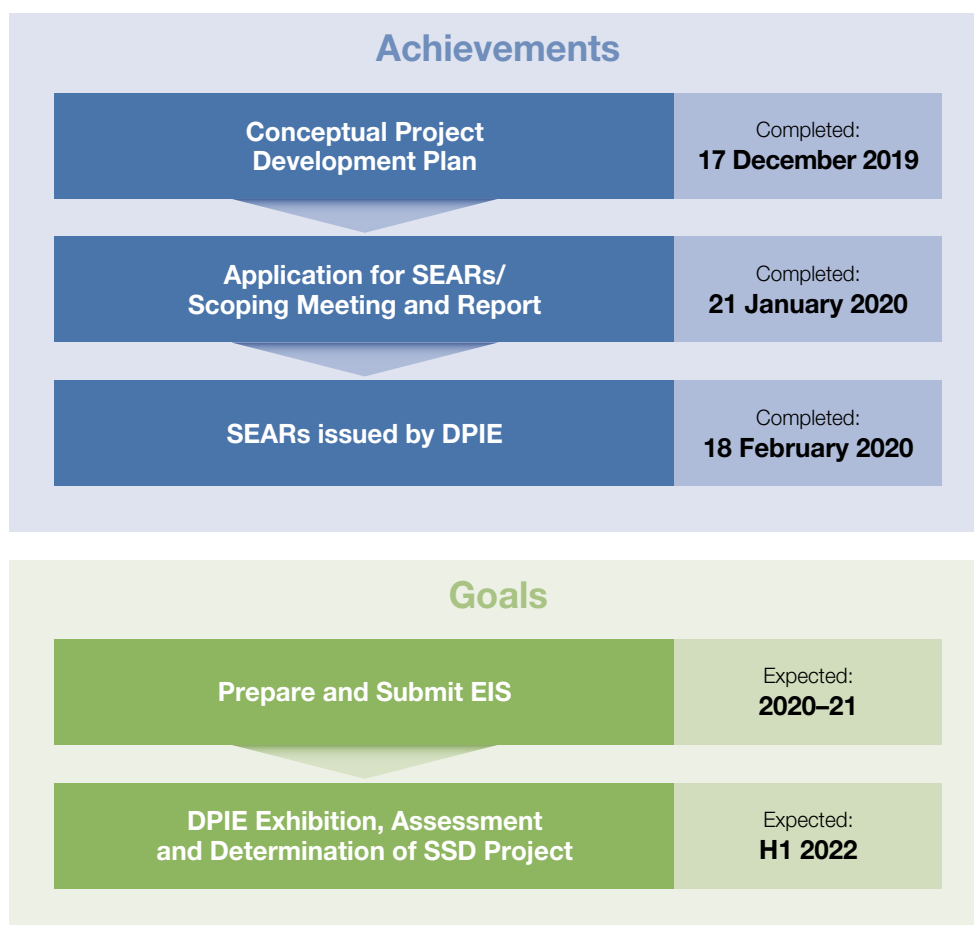 Achievements
Conceptual Project
Development Plan
Completed:
17 December 2019
Application for SEARs/
Scoping Meeting and Report
Completed:
21 January 2020
SEARs issued by DPIE
Completed:
18 February 2020
Goals
Prepare and Submit EIS
Expected:
2020–21
DPIE Exhibition, Assessment
and Determination of SSD Project
Expected:
H1 2022